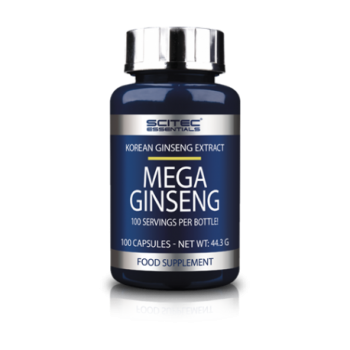 SCITEC
ESSENTIALS
KOREAN GINSENG EXTRACT
MEGA
GINSENG
100 SERVINGS PER BOTTLE!
100 CAPSULES - NET WT: 44.3 G
FOOD SUPPLEMENT